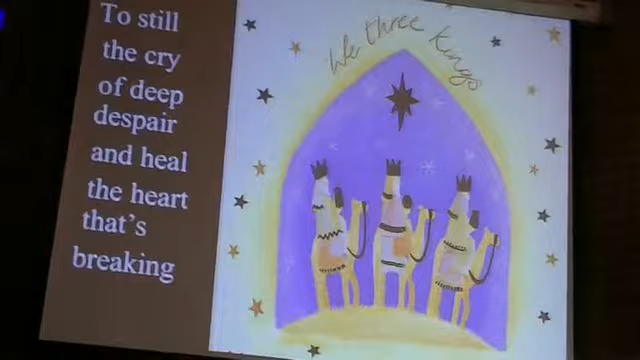 To still
the cry
of deep
despair
and heal
the heart
that's
breaking
We three Kings